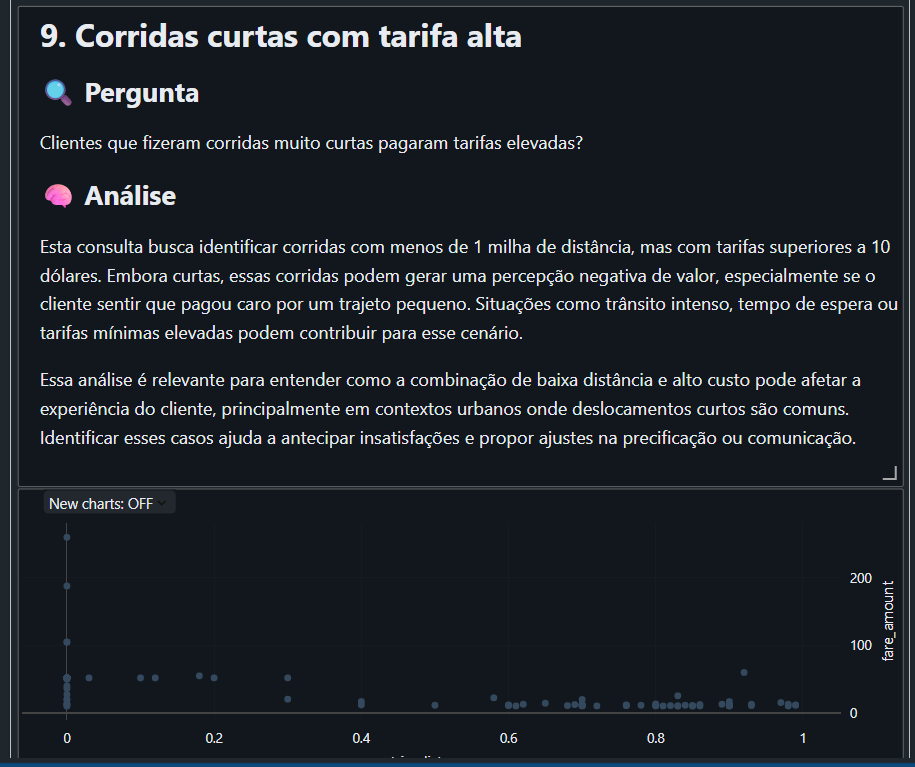 9. Corridas curtas com tarifa alta
🔍 Pergunta
Clientes que fizeram corridas muito curtas pagaram tarifas elevadas?
🧠 Análise
Esta consulta busca identificar corridas com menos de 1 milha de distância, mas com tarifas superiores a 10
dólares. Embora curtas, essas corridas podem gerar uma percepção negativa de valor, especialmente se o
cliente sentir que pagou caro por um trajeto pequeno. Situações como trânsito intenso, tempo de espera ou
tarifas mínimas elevadas podem contribuir para esse cenário.
Essa análise é relevante para entender como a combinação de baixa distância e alto custo pode afetar a
experiência do cliente, principalmente em contextos urbanos onde deslocamentos curtos são comuns.
Identificar esses casos ajuda a antecipar insatisfações e propor ajustes na precificação ou comunicação.
New charts: OFF
200
100
0
fare_amount
0
0.2
0.4
0.6
0.8
1